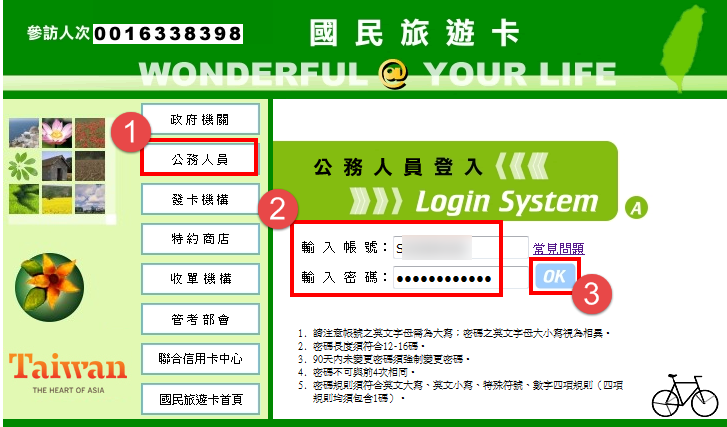 參訪人次 0016338398
國民旅遊卡
WONDERFUL @ YOUR LIFE
1
政府機關
公務人員
發卡機構
特約商店
收單機構
管考部會
聯合信用卡中心
國民旅遊卡首頁
Taiwan
THE HEART OF ASIA
公務人員登入
Login System
A
2
輸入帳號：S
常見問題
輸入密碼：●●●●●●●●●●●●
OK
3
1. 請注意帳號之英文字母需為大寫；密碼之英文字母大小寫視為相異。
2. 密碼長度須符合12-16碼。
3. 90天內未變更密碼須強制變更密碼。
4. 密碼不可與前4次相同。
5. 密碼規則須符合英文大寫、英文小寫、特殊符號、數字四項規則（四項
規則均須包含1碼）。